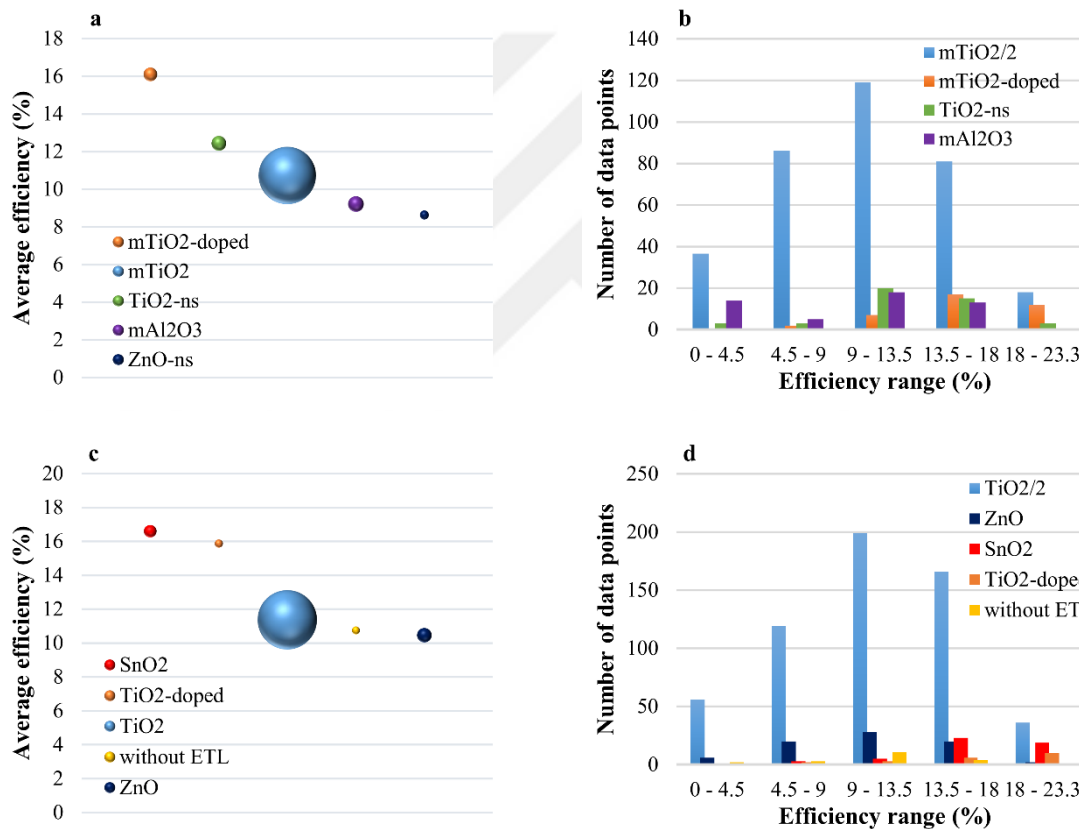 a
Average efficiency (%)
18
16
14
12
10
8
6
4
2
0
mTiO2-doped
mTiO2
TiO2-ns
mAl2O3
ZnO-ns
b
Number of data points
140
120
100
80
60
40
20
0
mTiO2/2
mTiO2-doped
TiO2-ns
mAl2O3
0 - 4.5 4.5 - 9 9 - 13.5 13.5 - 18 18 - 23.3
Efficiency range (%)
c
Average efficiency (%)
20
18
16
14
12
10
8
6
4
2
0
SnO2
TiO2-doped
TiO2
without ETL
ZnO
d
Number of data points
250
200
150
100
50
0
TiO2/2
ZnO
SnO2
TiO2-doped
without ET
0 - 4.5 4.5 - 9 9 - 13.5 13.5 - 18 18 - 23.3
Efficiency range (%)